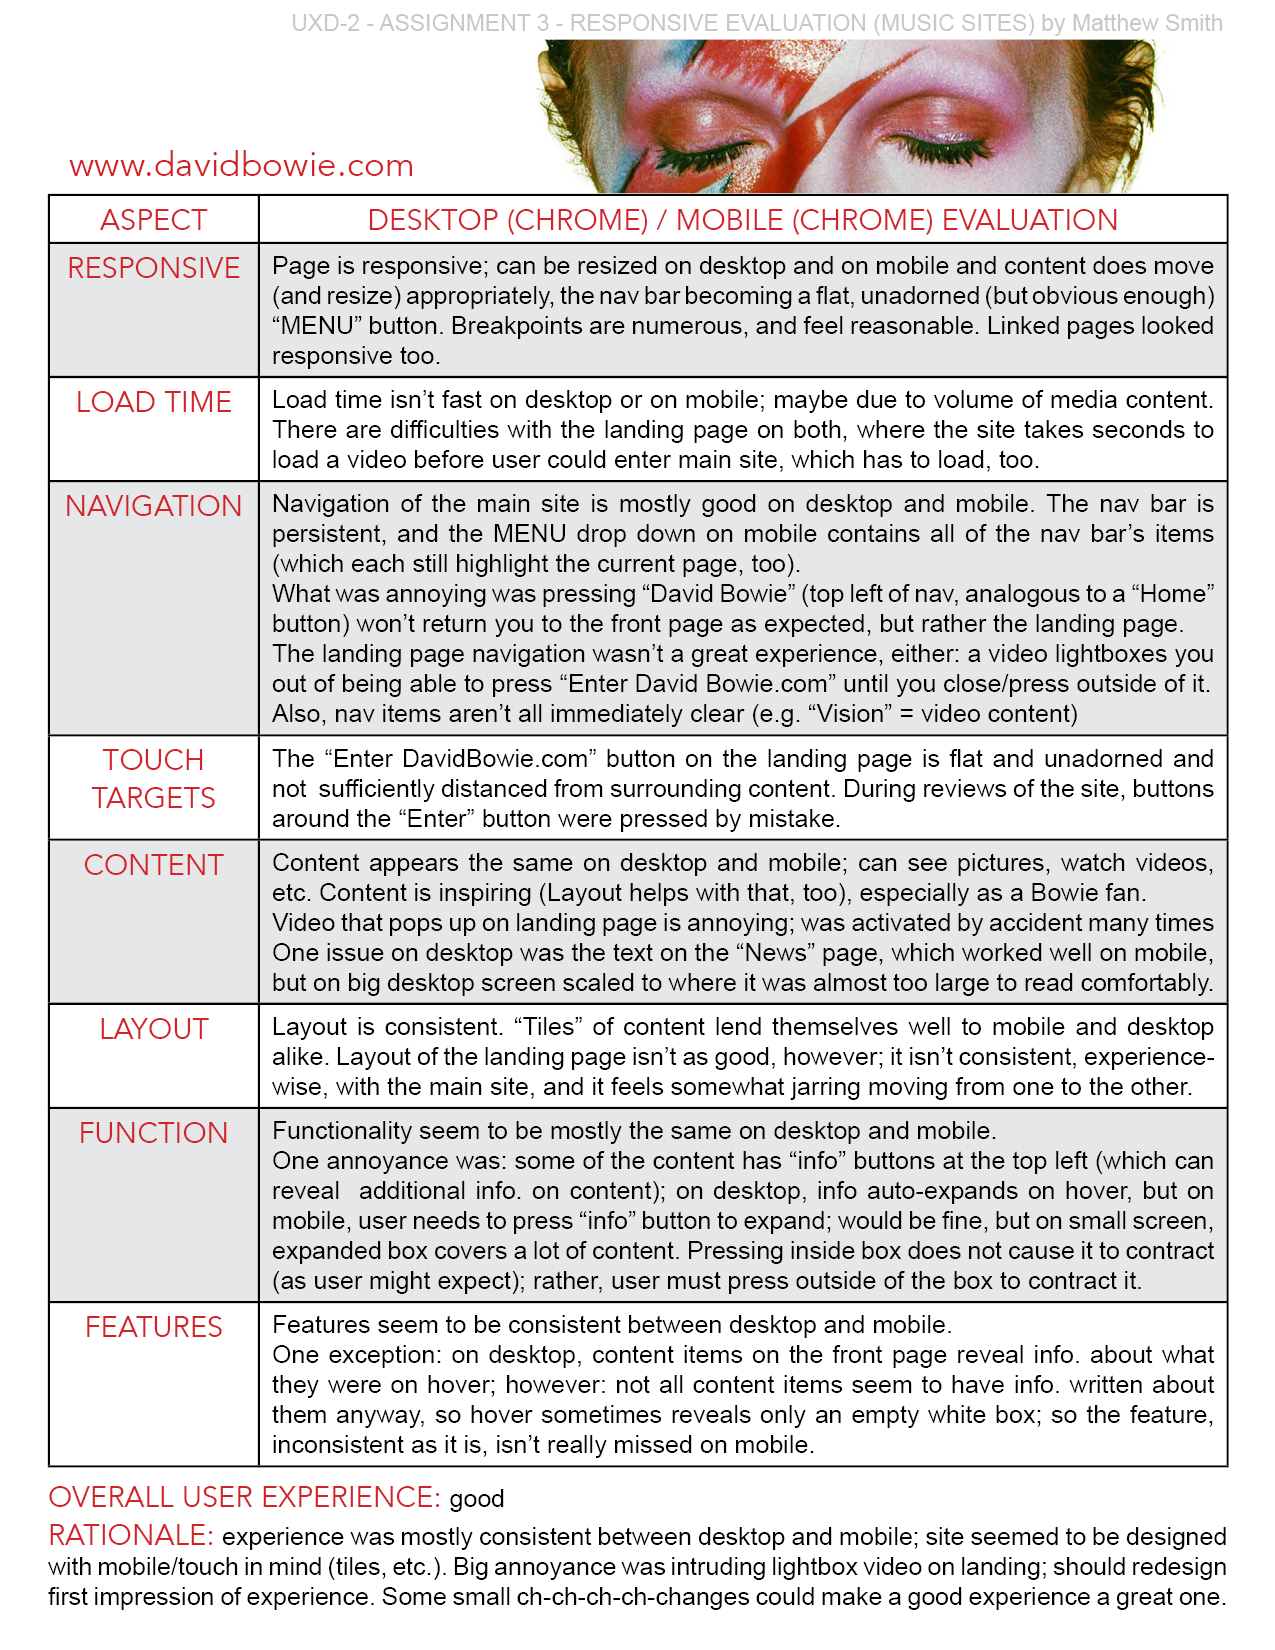 UXD-2 - ASSIGNMENT 3 - RESPONSIVE EVALUATION (MUSIC SITES) by Matthew Smith
www.davidbowie.com
ASPECT
DESKTOP (CHROME) / MOBILE (CHROME) EVALUATION
RESPONSIVE
Page is responsive; can be resized on desktop and on mobile and content does move
(and resize) appropriately, the nav bar becoming a flat, unadorned (but obvious enough)
“MENU” button. Breakpoints are numerous, and feel reasonable. Linked pages looked
responsive too.
LOAD TIME
Load time isn’t fast on desktop or on mobile; maybe due to volume of media content.
There are difficulties with the landing page on both, where the site takes seconds to
load a video before user could enter main site, which has to load, too.
NAVIGATION
Navigation of the main site is mostly good on desktop and mobile. The nav bar is
persistent, and the MENU drop down on mobile contains all of the nav bar’s items
(which each still highlight the current page, too).
What was annoying was pressing “David Bowie” (top left of nav, analogous to a “Home”
button) won’t return you to the front page as expected, but rather the landing page.
The landing page navigation wasn’t a great experience, either: a video lightboxes you
out of being able to press “Enter David Bowie.com” until you close/press outside of it.
Also, nav items aren’t all immediately clear (e.g. “Vision” = video content)
TOUCH
TARGETS
The “Enter DavidBowie.com” button on the landing page is flat and unadorned and
not  sufficiently distanced from surrounding content. During reviews of the site, buttons
around the “Enter” button were pressed by mistake.
CONTENT
Content appears the same on desktop and mobile; can see pictures, watch videos,
etc. Content is inspiring (Layout helps with that, too), especially as a Bowie fan.
Video that pops up on landing page is annoying; was activated by accident many times
One issue on desktop was the text on the “News” page, which worked well on mobile,
but on big desktop screen scaled to where it was almost too large to read comfortably.
LAYOUT
Layout is consistent. “Tiles” of content lend themselves well to mobile and desktop
alike. Layout of the landing page isn’t as good, however; it isn’t consistent, experience-
wise, with the main site, and it feels somewhat jarring moving from one to the other.
FUNCTION
Functionality seem to be mostly the same on desktop and mobile.
One annoyance was: some of the content has “info” buttons at the top left (which can
reveal  additional info. on content); on desktop, info auto-expands on hover, but on
mobile, user needs to press “info” button to expand; would be fine, but on small screen,
expanded box covers a lot of content. Pressing inside box does not cause it to contract
(as user might expect); rather, user must press outside of the box to contract it.
FEATURES
Features seem to be consistent between desktop and mobile.
One exception: on desktop, content items on the front page reveal info. about what
they were on hover; however: not all content items seem to have info. written about
them anyway, so hover sometimes reveals only an empty white box; so the feature,
inconsistent as it is, isn’t really missed on mobile.
OVERALL USER EXPERIENCE: good
RATIONALE: experience was mostly consistent between desktop and mobile; site seemed to be designed
with mobile/touch in mind (tiles, etc.). Big annoyance was intruding lightbox video on landing; should redesign
first impression of experience. Some small ch-ch-ch-ch-changes could make a good experience a great one.